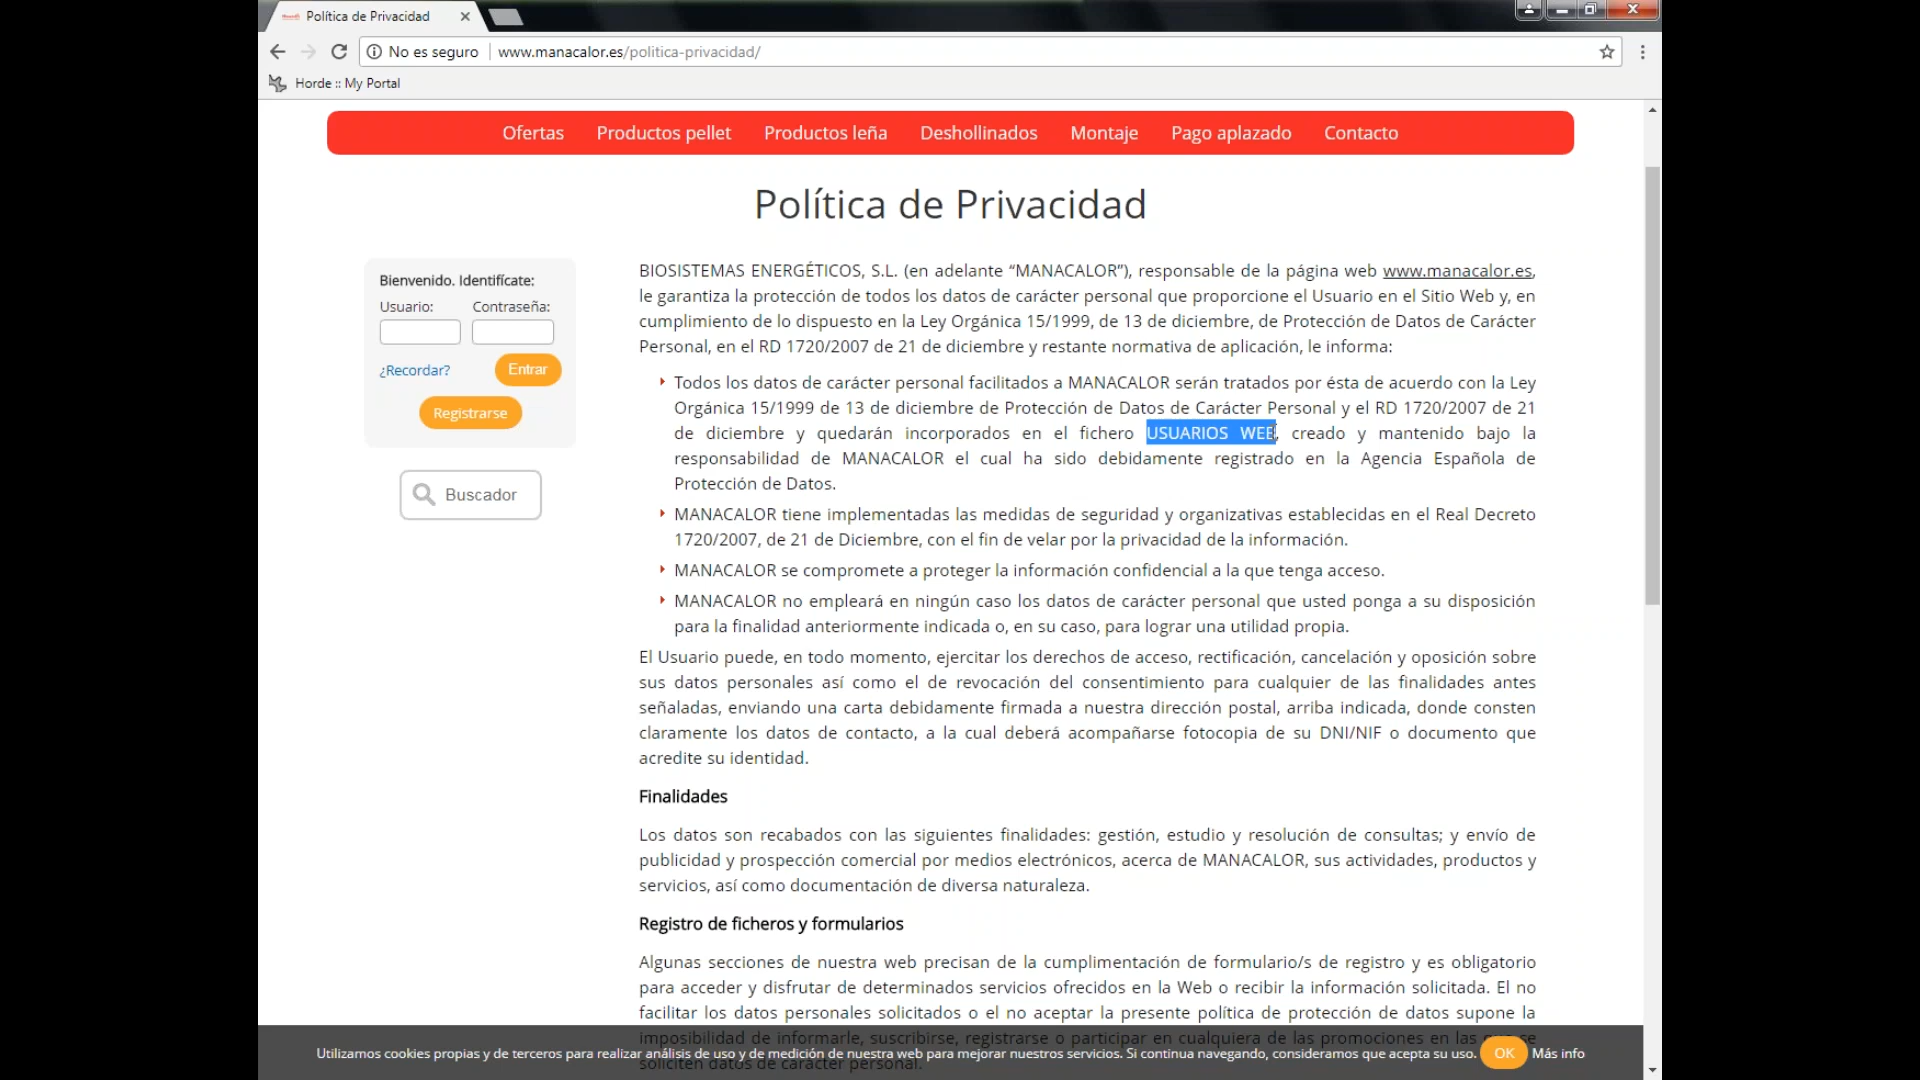 Política de Privacidad
No es seguro www.manacalor.es/politica-privacidad/
Horde :: My Portal
Ofertas Productos pellet Productos leña Deshollinados Montaje Pago aplazado Contacto
Política de Privacidad
Bienvenido. Identifícate:
Usuario: Contraseña:
¿Recordar? Entrar
Registrarse
Buscador
BIOSISTEMAS ENERGÉTICOS, S.L. (en adelante “MANACALOR”), responsable de la página web www.manacalor.es,
le garantiza la protección de todos los datos de carácter personal que proporcione el Usuario en el Sitio Web y, en
cumplimiento de lo dispuesto en la Ley Orgánica 15/1999, de 13 de diciembre, de Protección de Datos de Carácter
Personal, en el RD 1720/2007 de 21 de diciembre y restante normativa de aplicación, le informa:
Todos los datos de carácter personal facilitados a MANACALOR serán tratados por ésta de acuerdo con la Ley
Orgánica 15/1999 de 13 de diciembre de Protección de Datos de Carácter Personal y el RD 1720/2007 de 21
de diciembre y quedarán incorporados en el fichero USUARIOS WEB, creado y mantenido bajo la
responsabilidad de MANACALOR el cual ha sido debidamente registrado en la Agencia Española de
Protección de Datos.
MANACALOR tiene implementadas las medidas de seguridad y organizativas establecidas en el Real Decreto
1720/2007, de 21 de Diciembre, con el fin de velar por la privacidad de la información.
MANACALOR se compromete a proteger la información confidencial a la que tenga acceso.
MANACALOR no empleará en ningún caso los datos de carácter personal que usted ponga a su disposición
para la finalidad anteriormente indicada o, en su caso, para lograr una utilidad propia.
El Usuario puede, en todo momento, ejercitar los derechos de acceso, rectificación, cancelación y oposición sobre
sus datos personales así como el de revocación del consentimiento para cualquier de las finalidades antes
señaladas, enviando una carta debidamente firmada a nuestra dirección postal, arriba indicada, donde consten
claramente los datos de contacto, a la cual deberá acompañarse fotocopia de su DNI/NIF o documento que
acredite su identidad.
Finalidades
Los datos son recabados con las siguientes finalidades: gestión, estudio y resolución de consultas; y envío de
publicidad y prospección comercial por medios electrónicos, acerca de MANACALOR, sus actividades, productos y
servicios, así como documentación de diversa naturaleza.
Registro de ficheros y formularios
Algunas secciones de nuestra web precisan de la cumplimentación de formulario/s de registro y es obligatorio
para acceder y disfrutar de determinados servicios ofrecidos en la Web o recibir la información solicitada. El no
facilitar los datos personales solicitados o el no aceptar la presente política de protección de datos supone la
imposibilidad de informarle, suscribirse, registrarse o participar en cualquiera de las promociones en las que se
soliciten datos de carácter personal.
Utilizamos cookies propias y de terceros para realizar análisis de uso y de medición de nuestra web para mejorar nuestros servicios. Si continua navegando, consideramos que acepta su uso. OK Más info